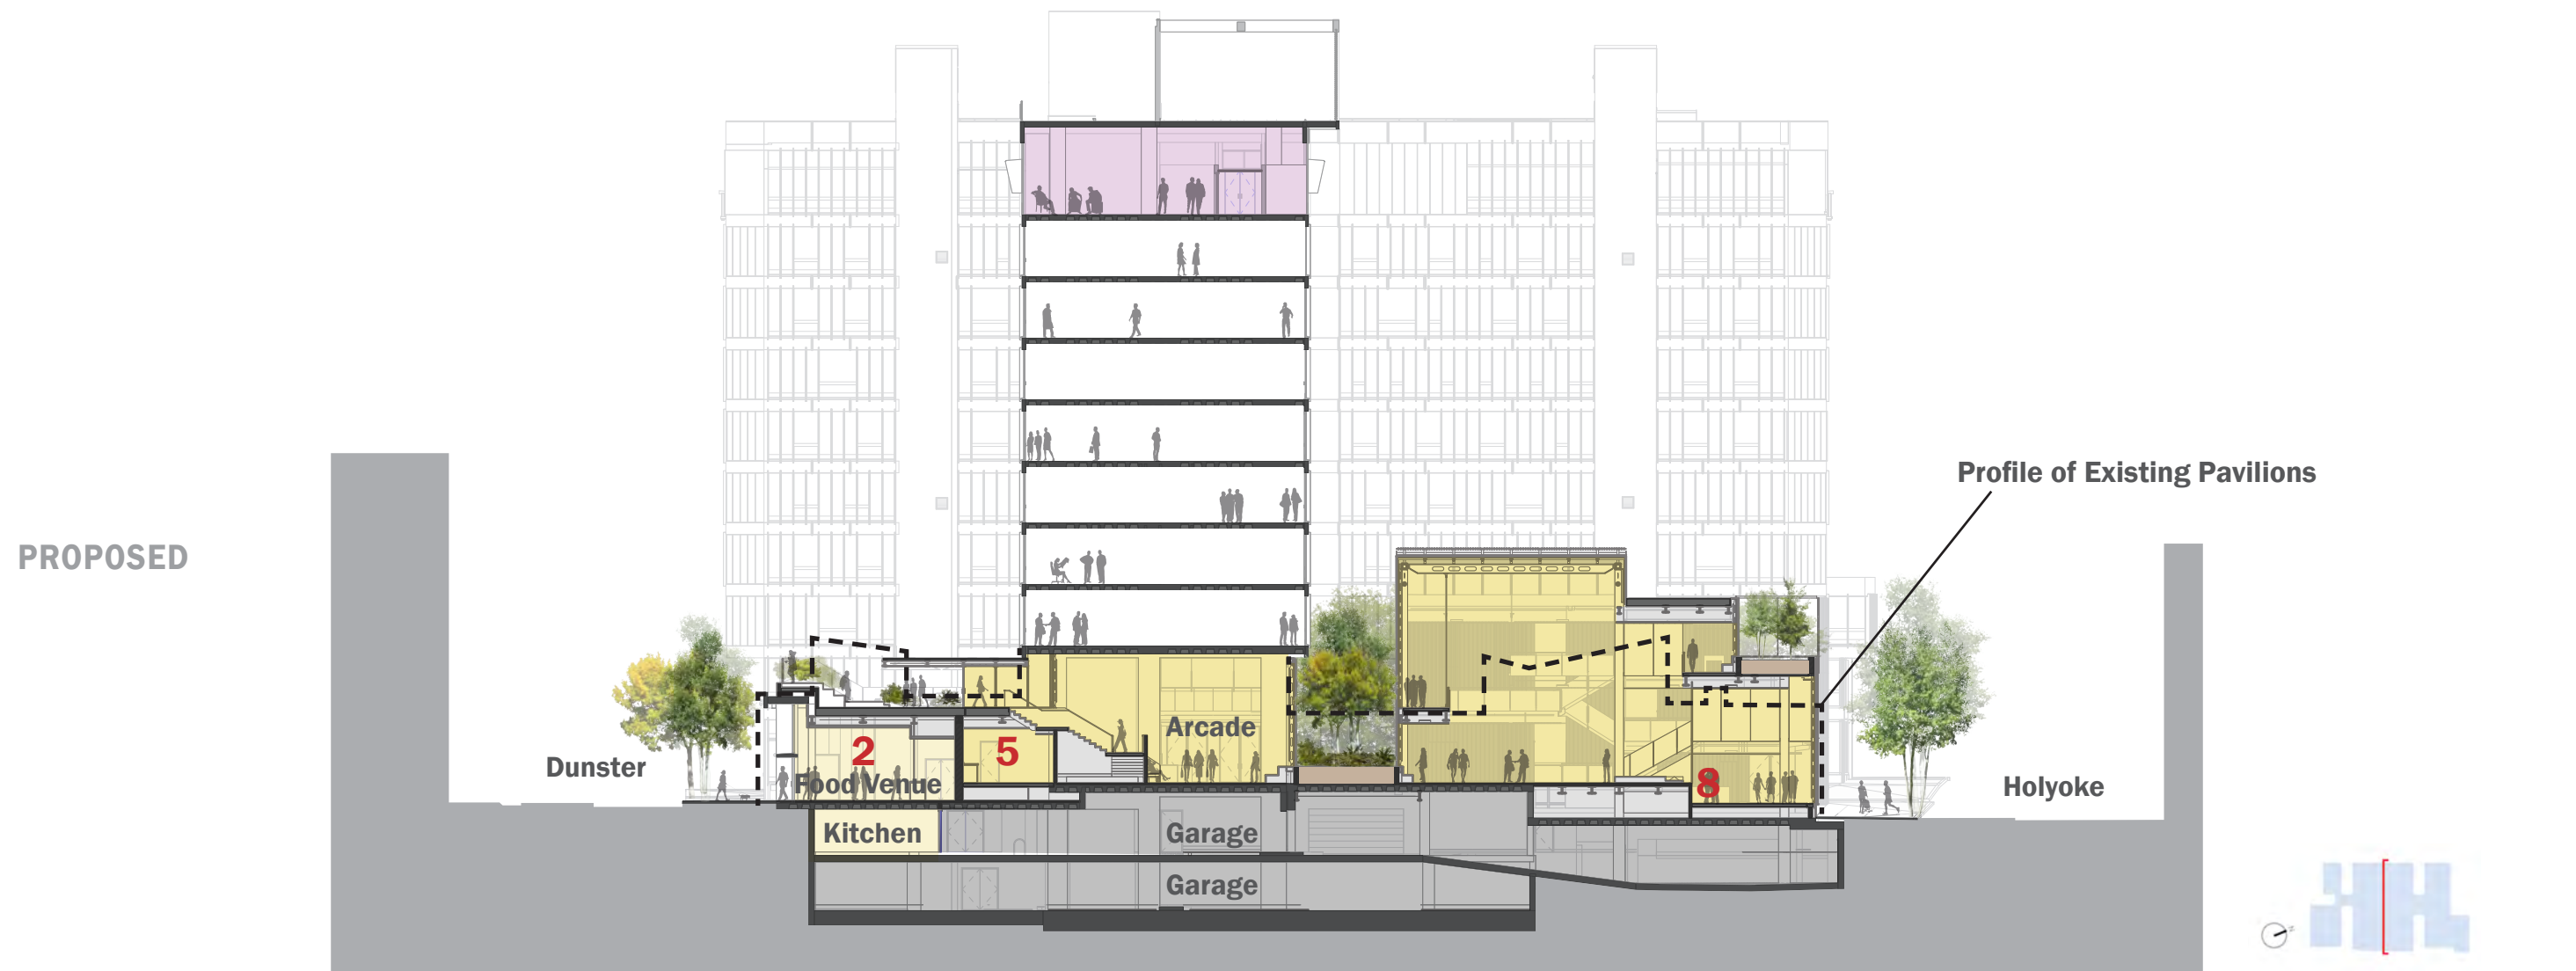 Profile of Existing Pavilions
PROPOSED
Arcade
2
5
Dunster
Food Venue
8
Holyoke
Kitchen
Garage
Garage